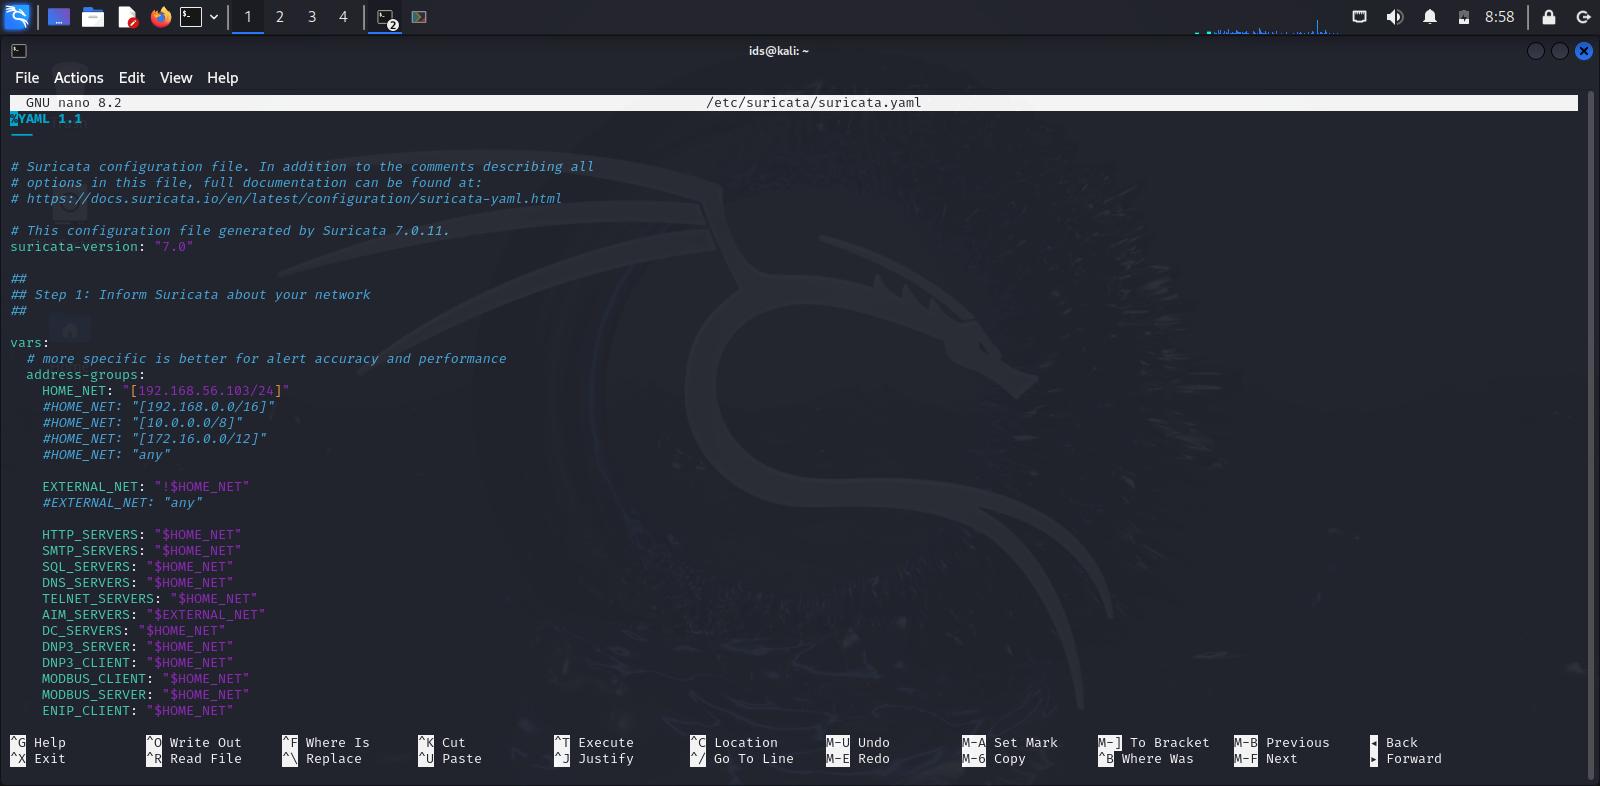 1 2 3 4
2
8:58
ids@kali: ~
File Actions Edit View Help
GNU nano 8.2 /etc/suricata/suricata.yaml
%YAML 1.1
---
# Suricata configuration file. In addition to the comments describing all
# options in this file, full documentation can be found at:
# https://docs.suricata.io/en/latest/configuration/suricata-yaml.html
# This configuration file generated by Suricata 7.0.11.
suricata-version: "7.0"
##
## Step 1: Inform Suricata about your network
##
vars:
# more specific is better for alert accuracy and performance
address-groups:
HOME_NET: "[192.168.56.103/24]"
#HOME_NET: "[192.168.0.0/16]"
#HOME_NET: "[10.0.0.0/8]"
#HOME_NET: "[172.16.0.0/12]"
#HOME_NET: "any"
EXTERNAL_NET: "!$HOME_NET"
#EXTERNAL_NET: "any"
HTTP_SERVERS: "$HOME_NET"
SMTP_SERVERS: "$HOME_NET"
SQL_SERVERS: "$HOME_NET"
DNS_SERVERS: "$HOME_NET"
TELNET_SERVERS: "$HOME_NET"
AIM_SERVERS: "$EXTERNAL_NET"
DC_SERVERS: "$HOME_NET"
DNP3_SERVER: "$HOME_NET"
DNP3_CLIENT: "$HOME_NET"
MODBUS_CLIENT: "$HOME_NET"
MODBUS_SERVER: "$HOME_NET"
ENIP_CLIENT: "$HOME_NET"
^G Help ^O Write Out ^F Where Is ^K Cut ^T Execute ^C Location M-U Undo M-A Set Mark M-] To Bracket M-B Previous ◂ Back
^X Exit ^R Read File ^\ Replace ^U Paste ^J Justify ^/ Go To Line M-E Redo M-6 Copy ^B Where Was M-F Next ▸ Forward